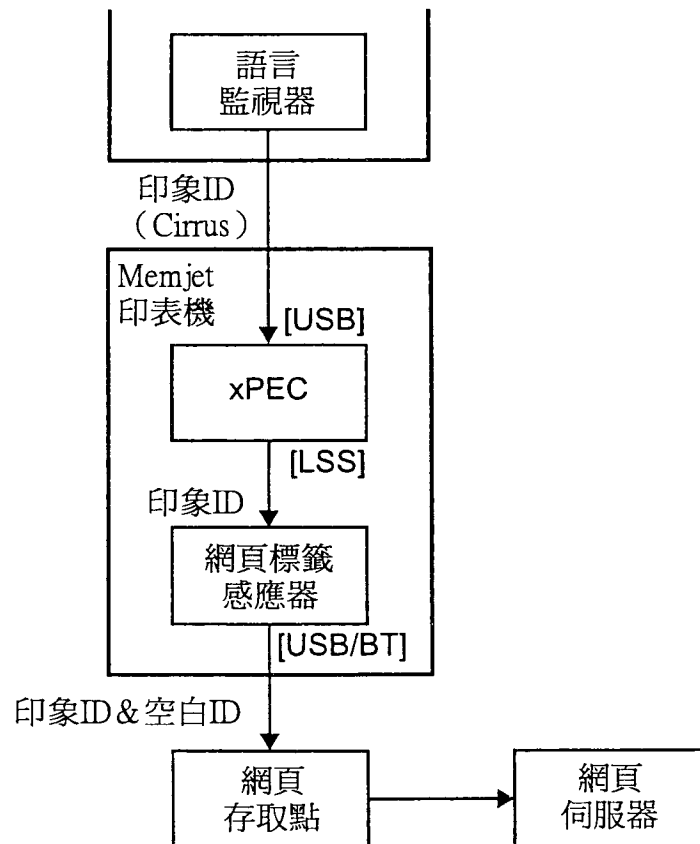 語言
監視器
印象ID
（Cirrus）
Memjet
印表機
[USB]
xPEC
[LSS]
印象ID
網頁標籤
感應器
[USB/BT]
印象ID＆空白ID
網頁
存取點
網頁
伺服器